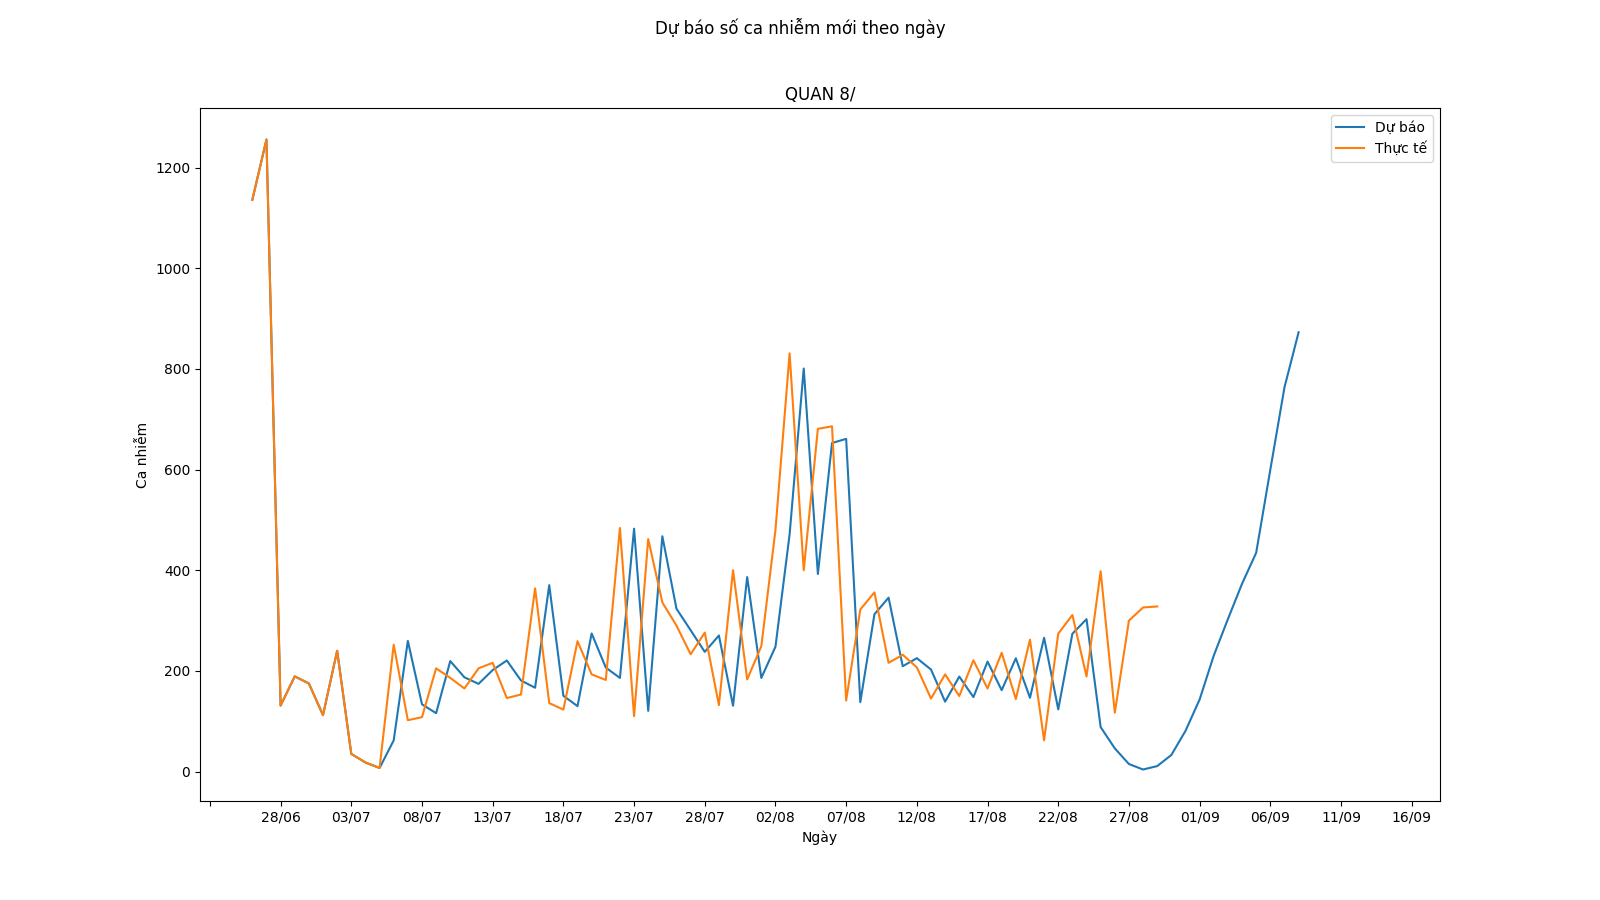 Dự báo số ca nhiễm mới theo ngày
QUAN 8/
Dự báo
Thực tế
1200
1000
800
600
400
200
0
Ca nhiễm
28/06 03/07 08/07 13/07 18/07 23/07 28/07 02/08 07/08 12/08 17/08 22/08 27/08 01/09 06/09 11/09 16/09
Ngày